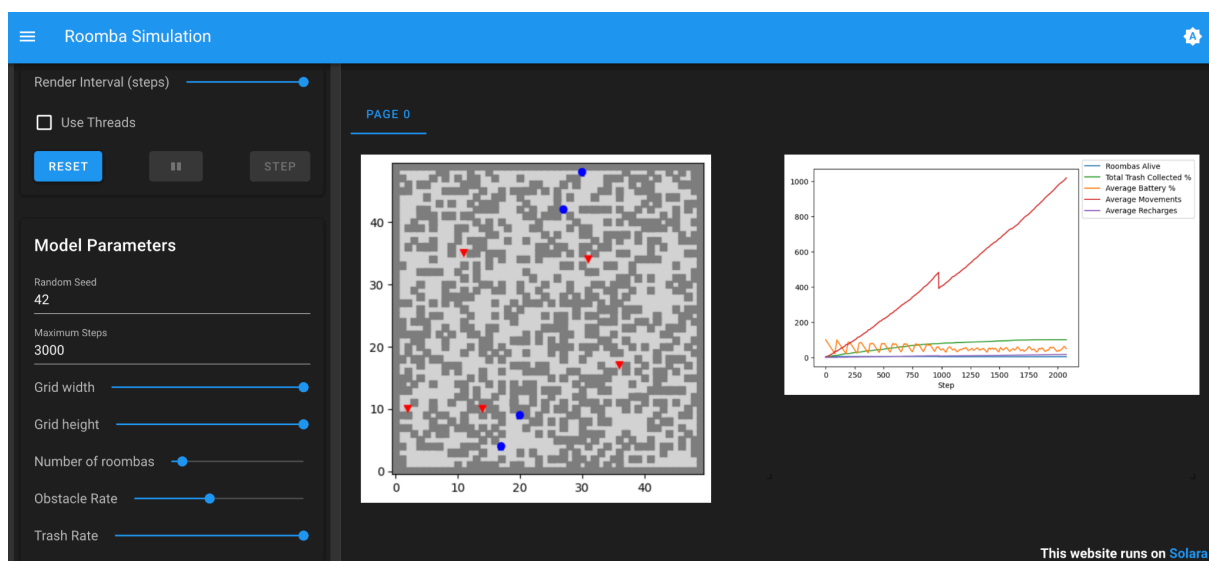 Roomba Simulation
A
Render Interval (steps)
Use Threads
RESET
STEP
Model Parameters
Random Seed
42
Maximum Steps
3000
Grid width
Grid height
Number of roombas
Obstacle Rate
Trash Rate
PAGE 0
40
30
20
10
0
0 10 20 30 40
1000
800
600
400
200
0
0 250 500 750 1000 1250 1500 1750 2000
Step
Roombas Alive
Total Trash Collected %
Average Battery %
Average Movements
Average Recharges
This website runs on Solara